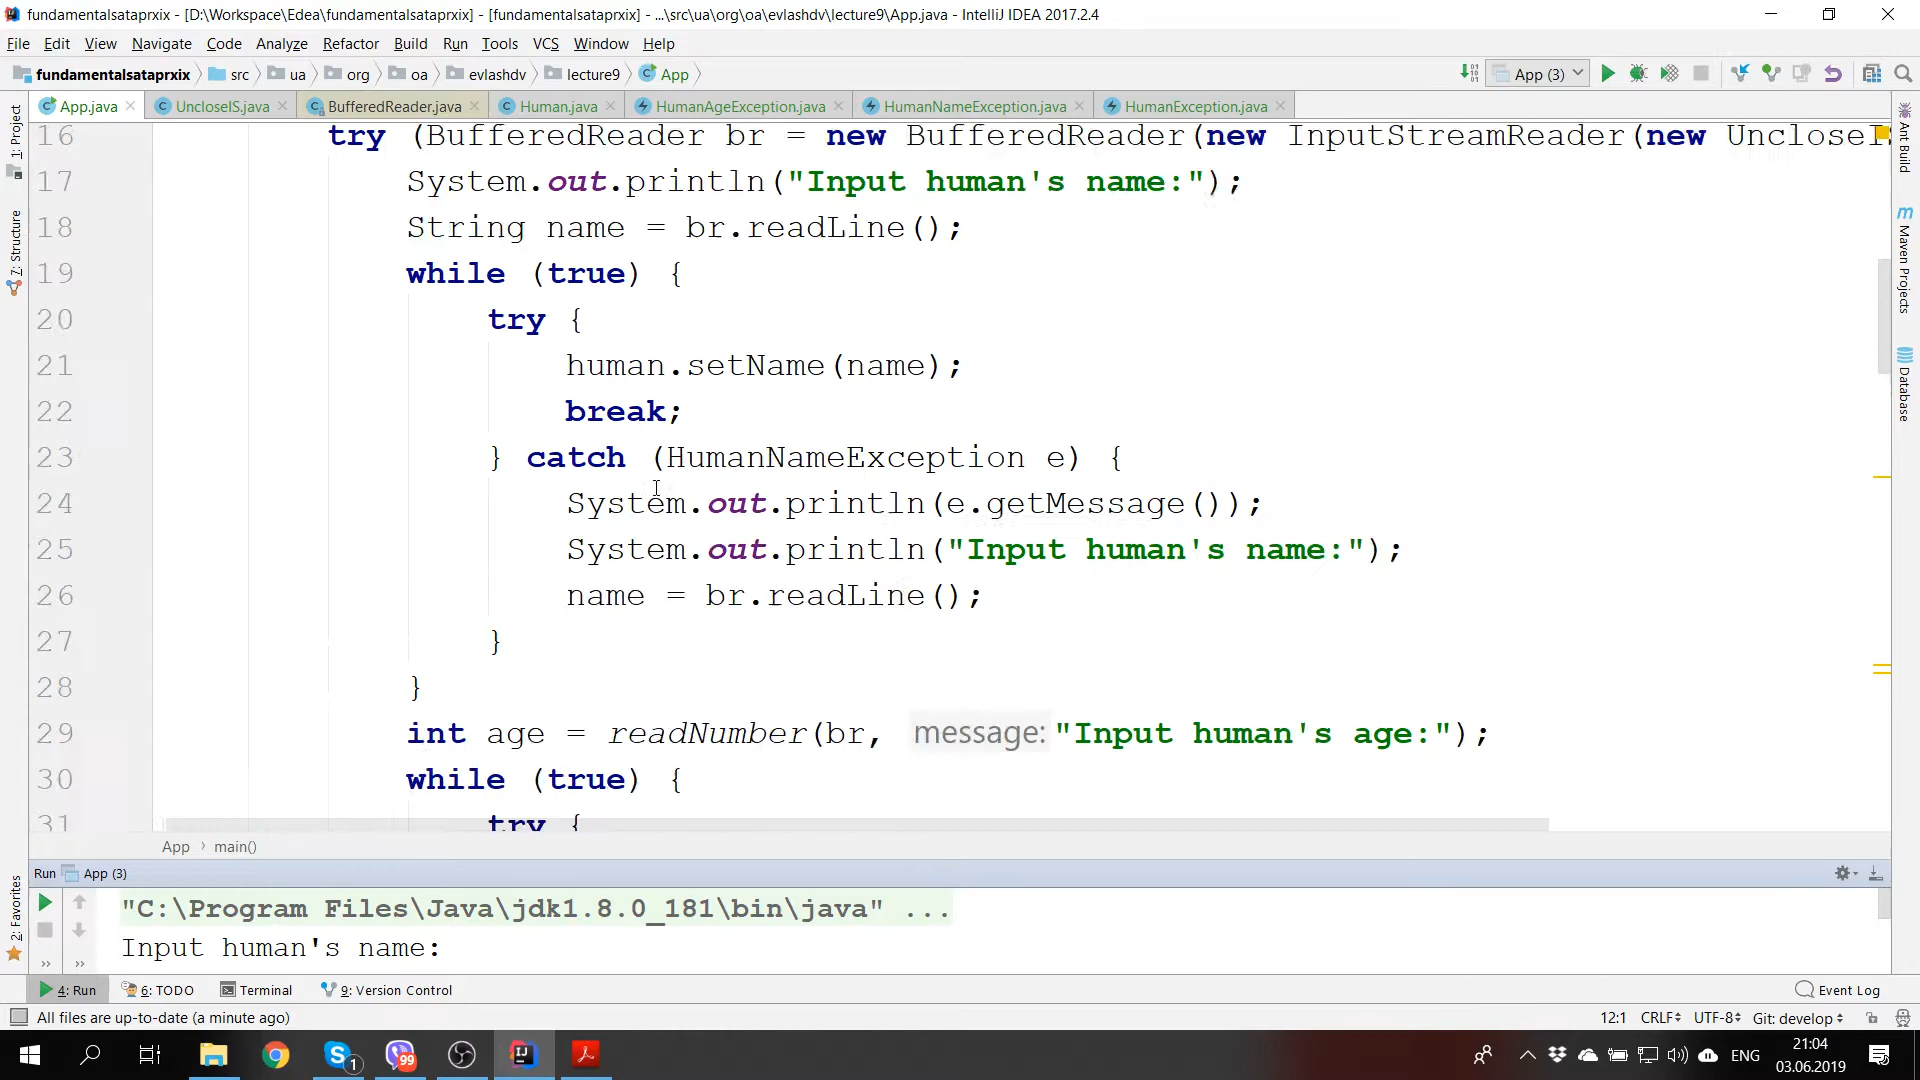 fundamentalsataprxix - [D:\Workspace\Edea\fundamentalsataprxix] - [fundamentalsataprxix] - ...\src\ua\org\oa\evlashdv\lecture9\App.java - IntelliJ IDEA 2017.2.4
File Edit View Navigate Code Analyze Refactor Build Run Tools VCS Window Help
fundamentalsataprxix src ua org oa evlashdv lecture9 App App (3)
App.java UncloseIS.java BufferedReader.java Human.java HumanAgeException.java HumanNameException.java HumanException.java
1: Project
7: Structure
2: Favorites
16 try (BufferedReader br = new BufferedReader(new InputStreamReader(new UncloseIS
17 System.out.println("Input human's name:");
18 String name = br.readLine();
19 while (true) {
20 try {
21 human.setName(name);
22 break;
23 } catch (HumanNameException e) {
24 System.out.println(e.getMessage());
25 System.out.println("Input human's name:");
26 name = br.readLine();
27 }
28 }
29 int age = readNumber(br, message: "Input human's age:");
30 while (true) {
31 try {
Ant Build
Maven Projects
Database
App › main()
Run App (3)
"C:\Program Files\Java\jdk1.8.0_181\bin\java" ...
Input human's name:
4: Run 6: TODO Terminal 9: Version Control Event Log
All files are up-to-date (a minute ago) 12:1 CRLF UTF-8 Git: develop
1 99 ENG 21:04
03.06.2019